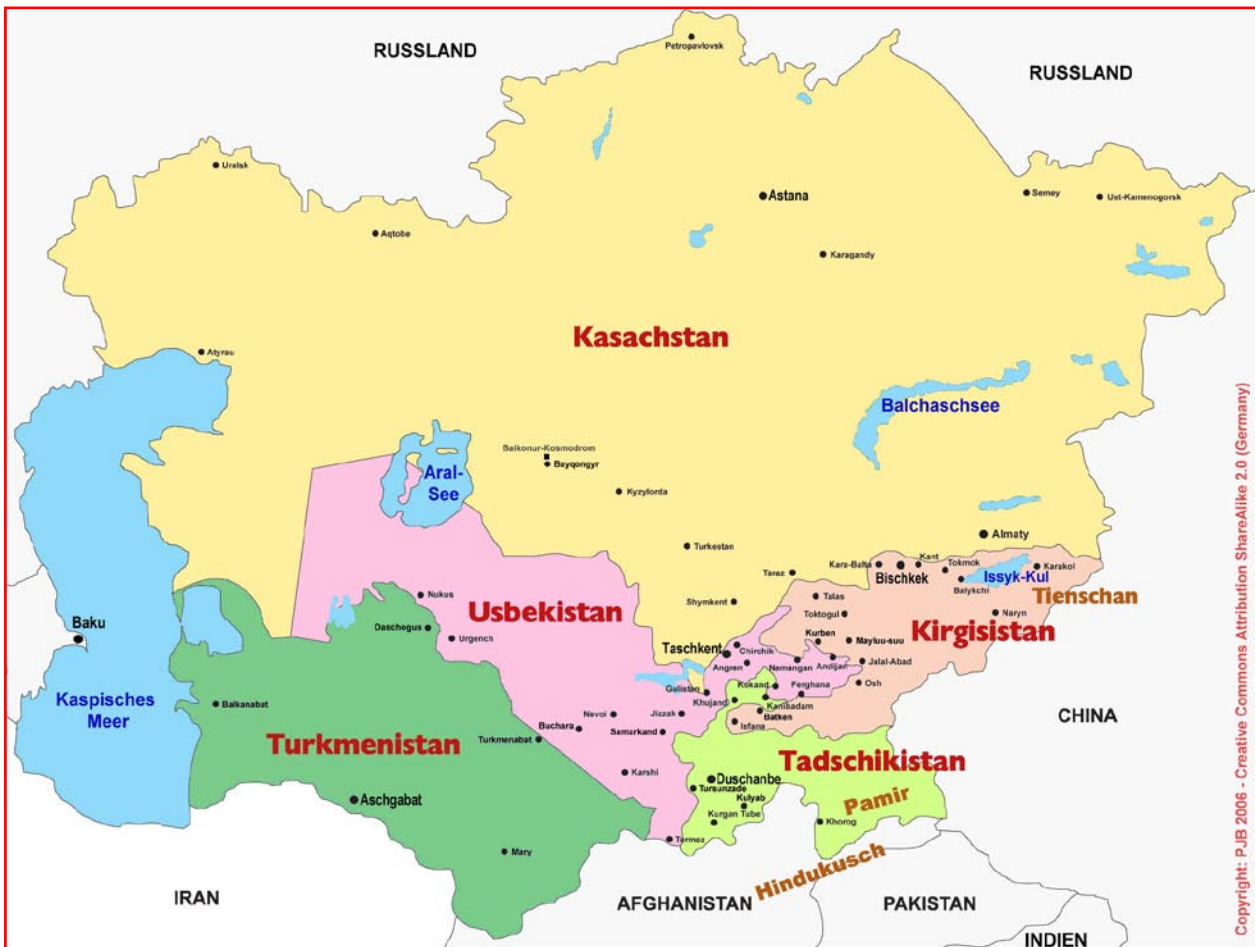 RUSSLAND
Petropavlovsk
RUSSLAND
Uralsk
Astana
Semey
Ust-Kamenogorsk
Aqtobe
Karagandy
Kasachstan
Atyrau
Balchaschsee
Baikonur-Kosmodrom
Bayqongyr
Aral-
See
Kyzylorda
Turkestan
Almaty
Kara-Balta
Kant
Tokmok
Bischkek
Issyk-Kul
Karakol
Balykchi
Taraz
Tienschan
Talas
Nukus
Usbekistan
Shymkent
Toktogul
Naryn
Kirgisistan
Baku
Daschogus
Urgench
Taschkent
Chirchik
Kurben
Mayluu-suu
Angren
Namangan
Andijan
Jalal-Abad
Kaspisches
Meer
Gulistan
Kokand
Ferghana
Osh
Khujand
Kanibadam
Balkanabat
Navoi
Jizzak
Batken
Isfana
CHINA
Turkmenistan
Turkmenabat
Buchara
Samarkand
Tadschikistan
Karshi
Duschanbe
Tursunzade
Kulyab
Pamir
Aschgabat
Kurgan Tube
Khorog
Termez
Mary
Hindukusch
IRAN
AFGHANISTAN
PAKISTAN
INDIEN
Copyright: PJB 2006 - Creative Commons Attribution ShareAlike 2.0 (Germany)